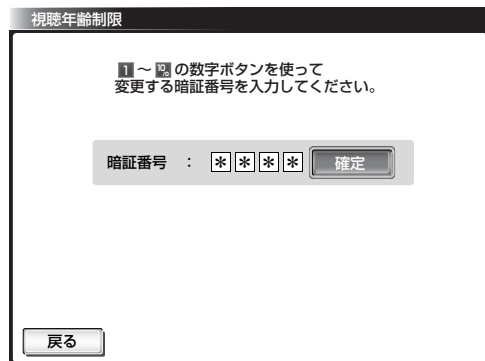 視聴年齢制限
1 ～ 10 の数字ボタンを使って
変更する暗証番号を入力してください。
暗証番号 ： ＊ ＊ ＊ ＊ 確定
戻る